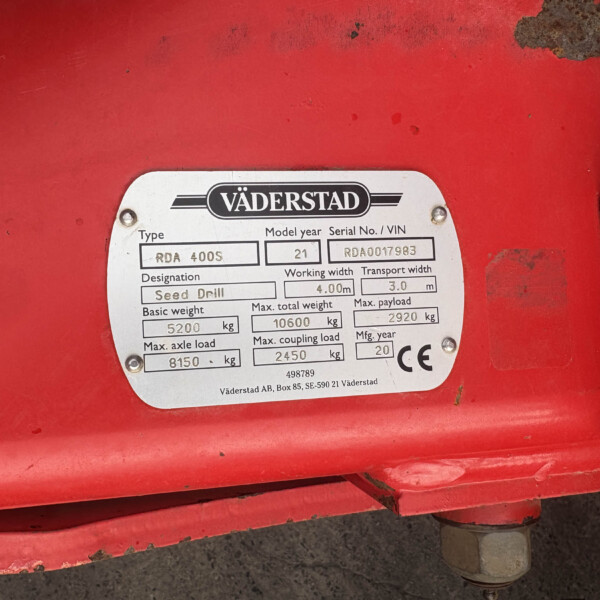 VÄDERSTAD
Type Model year Serial No. / VIN
RDA 400S 21 RDA0017983
Designation Working width Transport width
Seed Drill 4.00m 3.0 m
Basic weight Max. total weight Max. payload
5200 kg 10600 kg 2920 kg
Max. axle load Max. coupling load Mfg. year
8150 kg 2450 kg 20 CE
498789
Väderstad AB, Box 85, SE-590 21 Väderstad